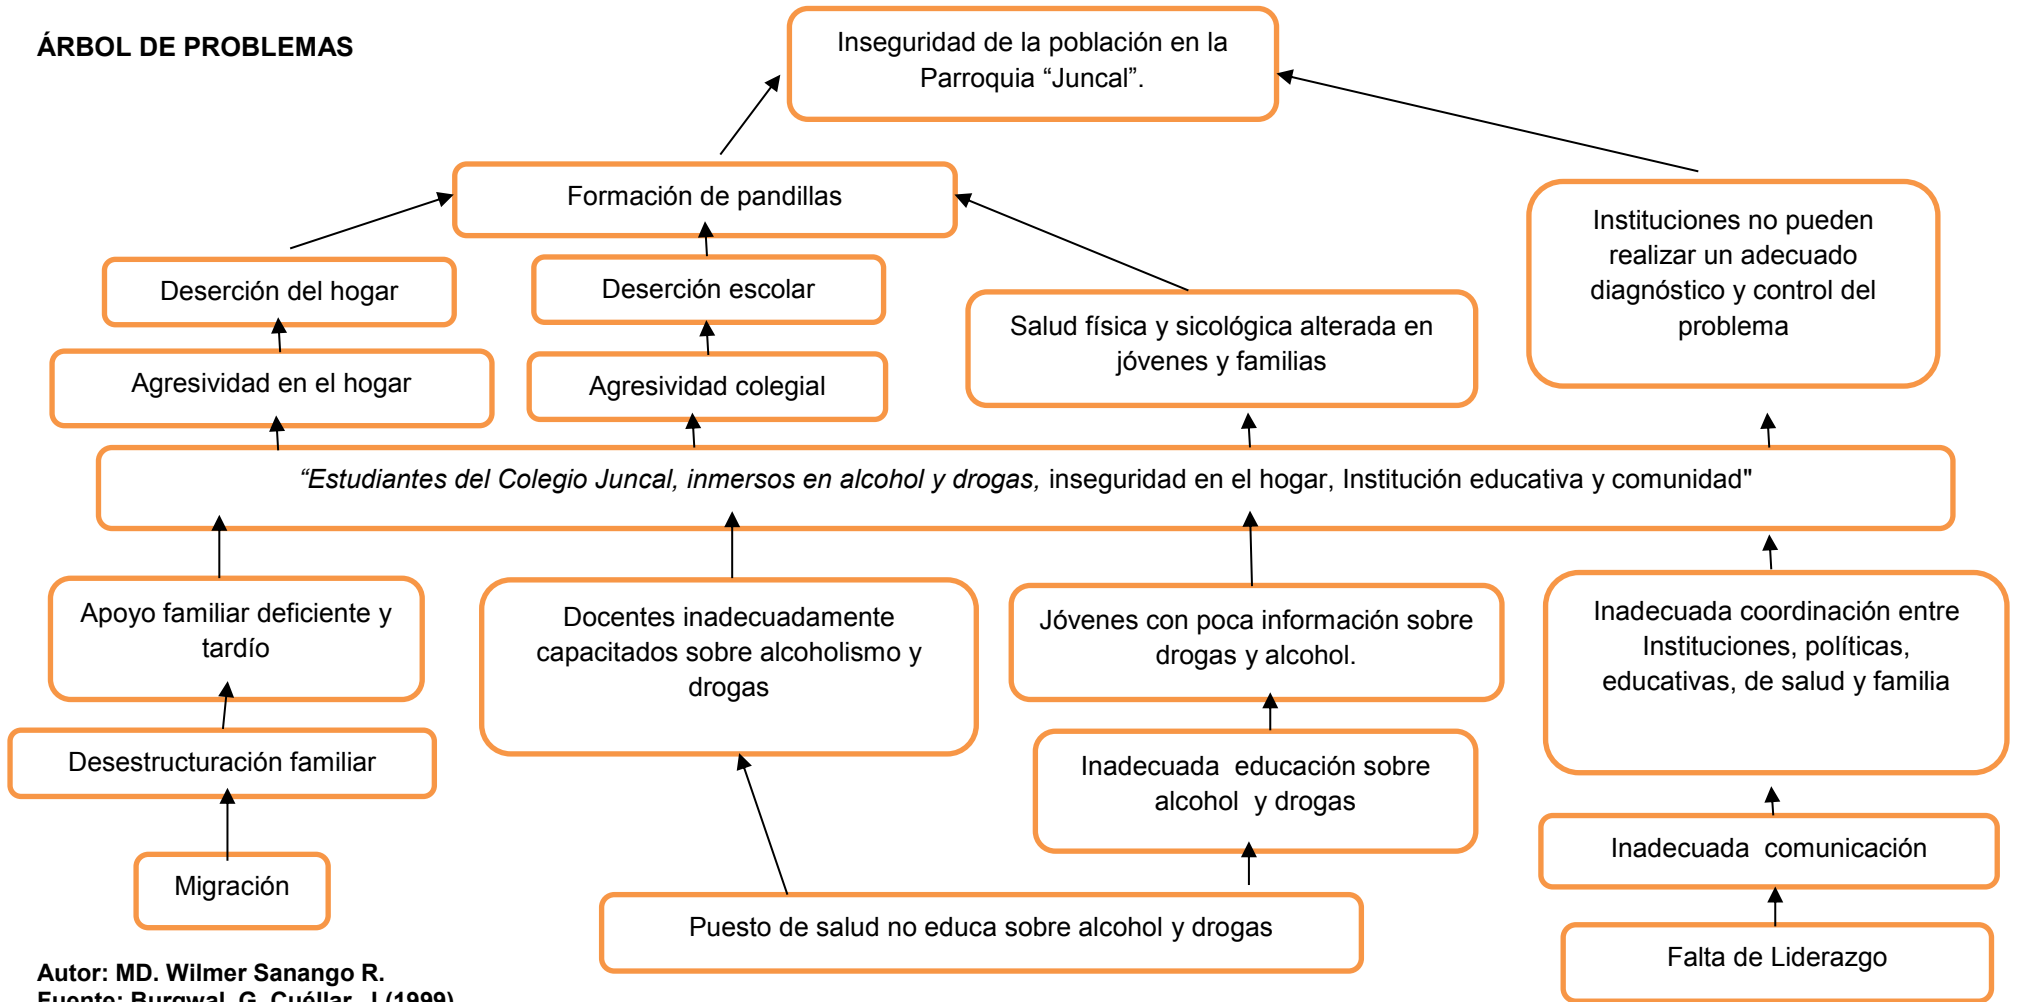 ÁRBOL DE PROBLEMAS
Inseguridad de la población en la
Parroquia “Juncal”.
Formación de pandillas
Instituciones no pueden
realizar un adecuado
diagnóstico y control del
problema
Deserción del hogar
Deserción escolar
Salud física y sicológica alterada en
jóvenes y familias
Agresividad en el hogar
Agresividad colegial
“Estudiantes del Colegio Juncal, inmersos en alcohol y drogas, inseguridad en el hogar, Institución educativa y comunidad"
Apoyo familiar deficiente y
tardío
Docentes inadecuadamente
capacitados sobre alcoholismo y
drogas
Jóvenes con poca información sobre
drogas y alcohol.
Inadecuada coordinación entre
Instituciones, políticas,
educativas, de salud y familia
Desestructuración familiar
Inadecuada  educación sobre
alcohol  y drogas
Inadecuada  comunicación
Migración
Puesto de salud no educa sobre alcohol y drogas
Falta de Liderazgo
Autor: MD. Wilmer Sanango R.
Fuente: Burgwal, G. Cuéllar, J (1999)